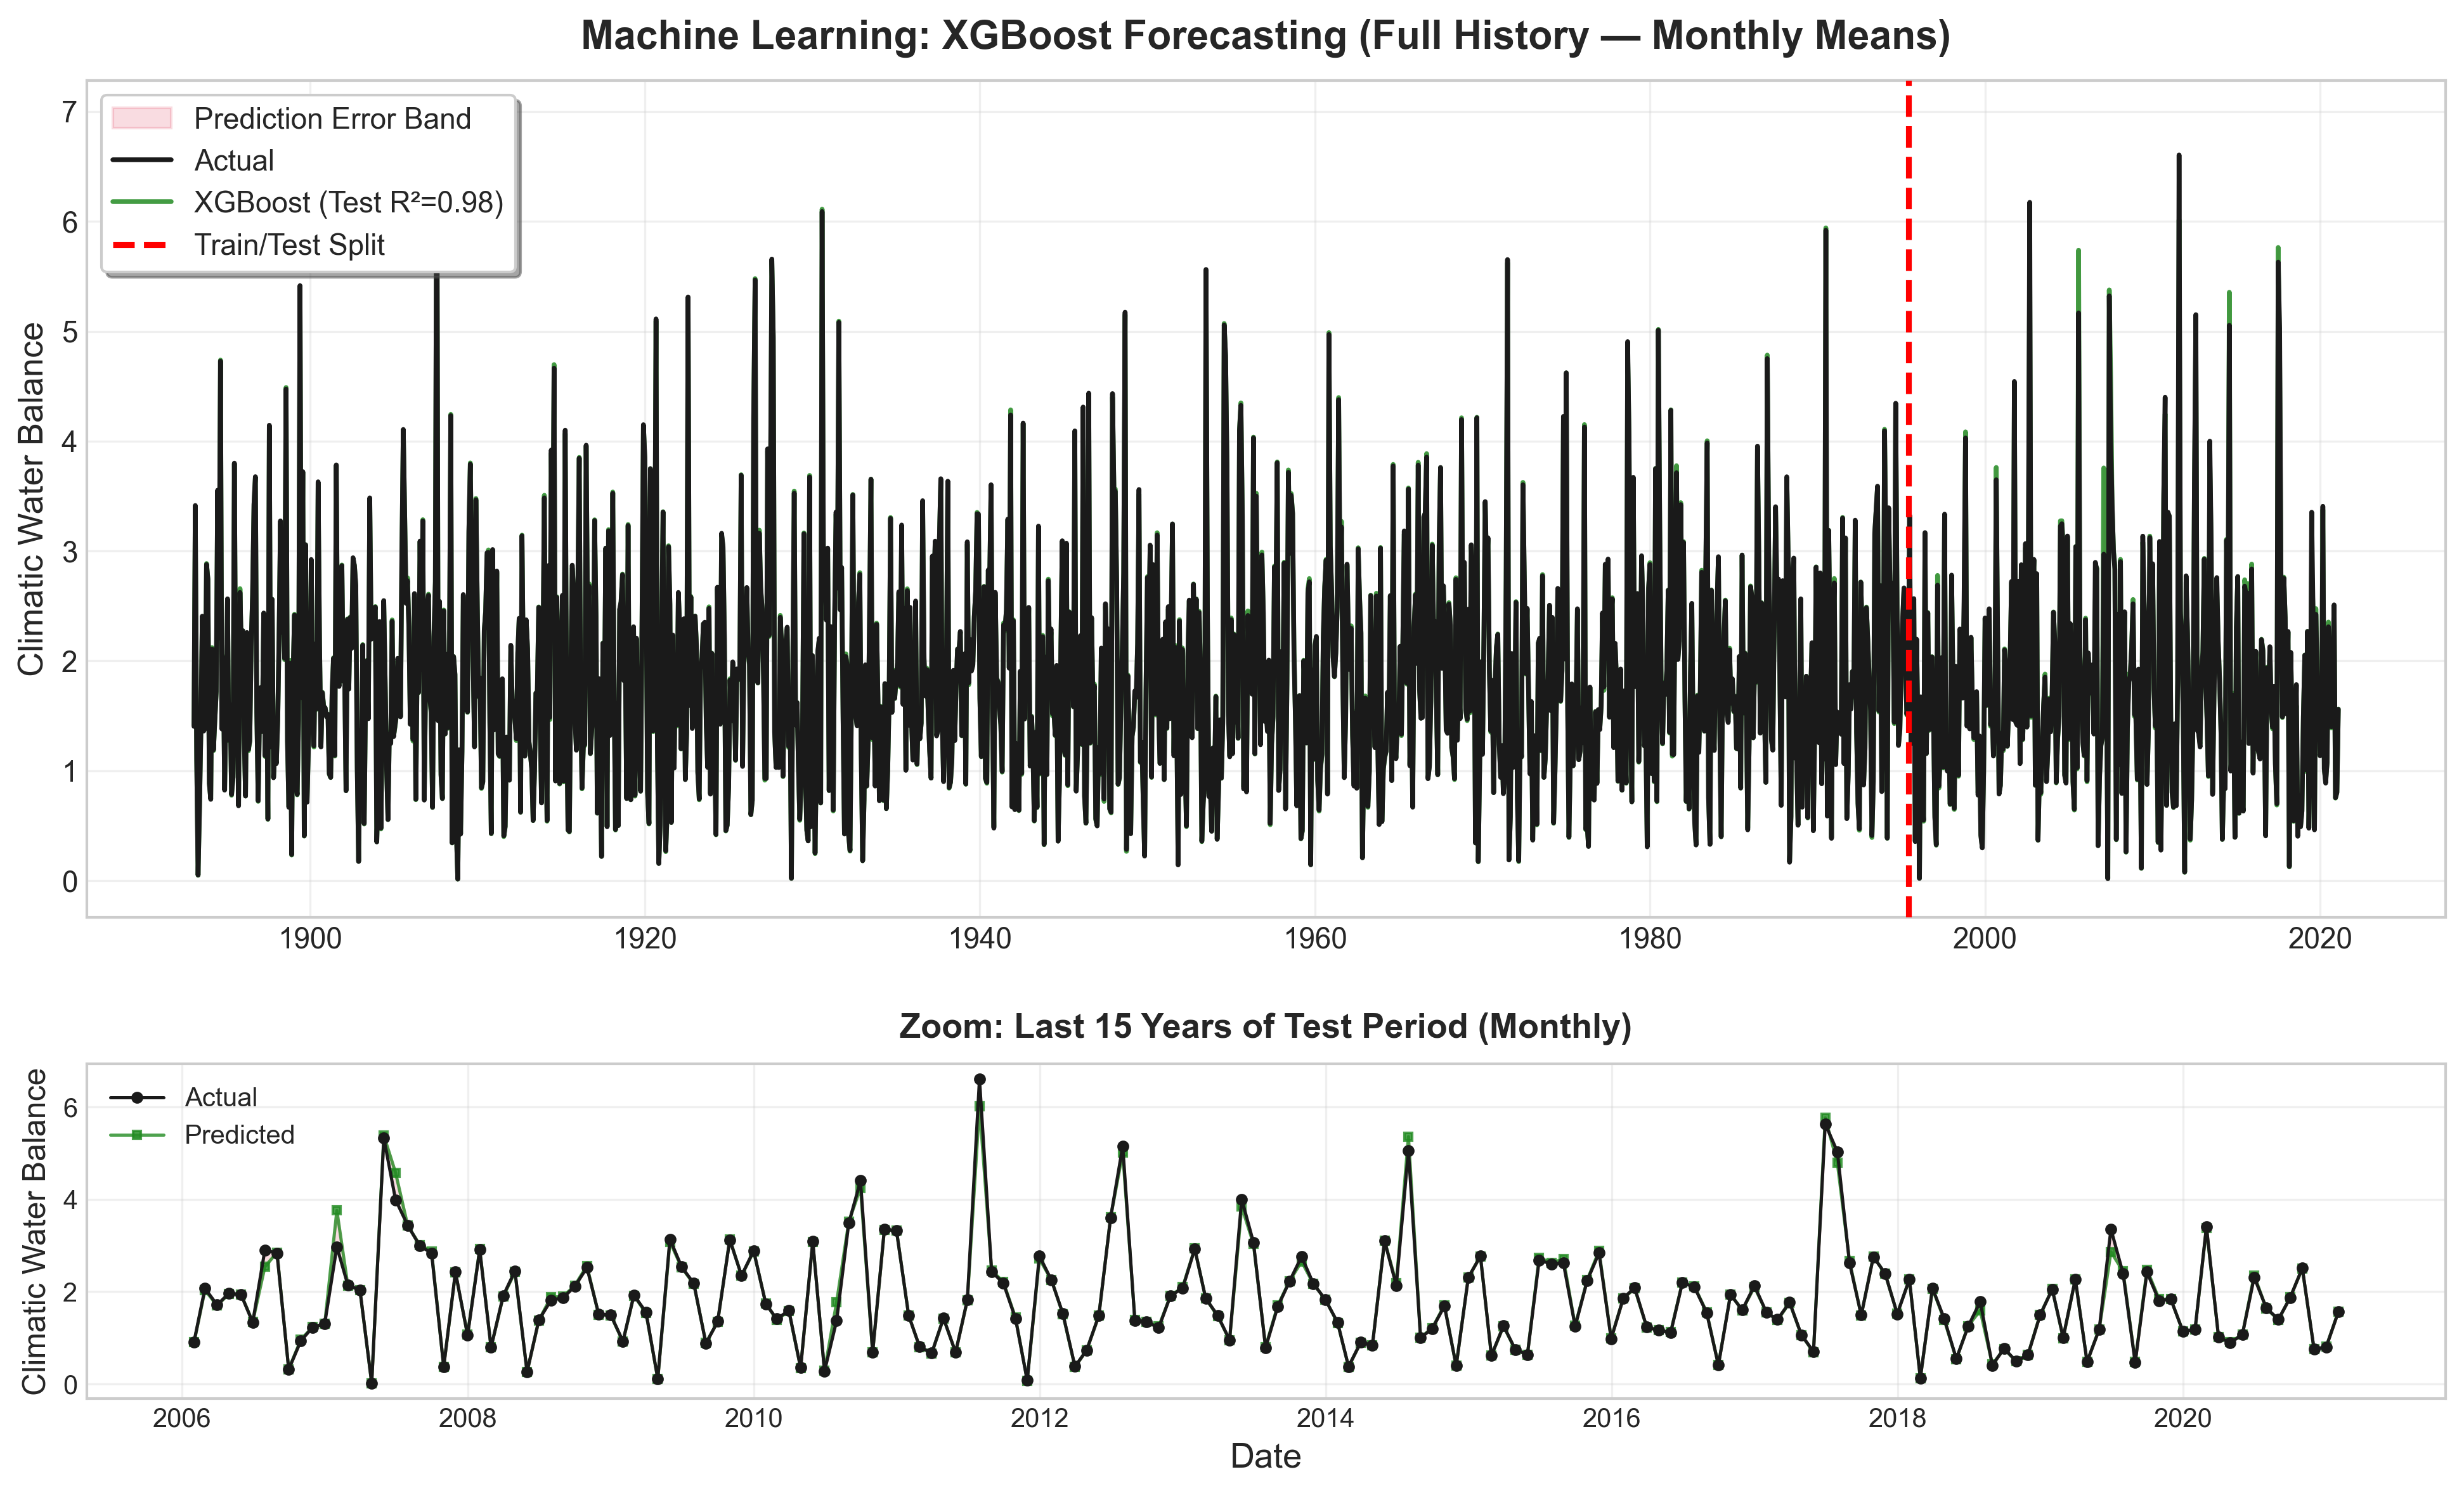 Machine Learning: XGBoost Forecasting (Full History — Monthly Means)
Prediction Error Band
Actual
XGBoost (Test R²=0.98)
Train/Test Split
Climatic Water Balance
7
6
5
4
3
2
1
0
1900 1920 1940 1960 1980 2000 2020
Zoom: Last 15 Years of Test Period (Monthly)
Actual
Predicted
Climatic Water Balance
6
4
2
0
2006 2008 2010 2012 2014 2016 2018 2020
Date